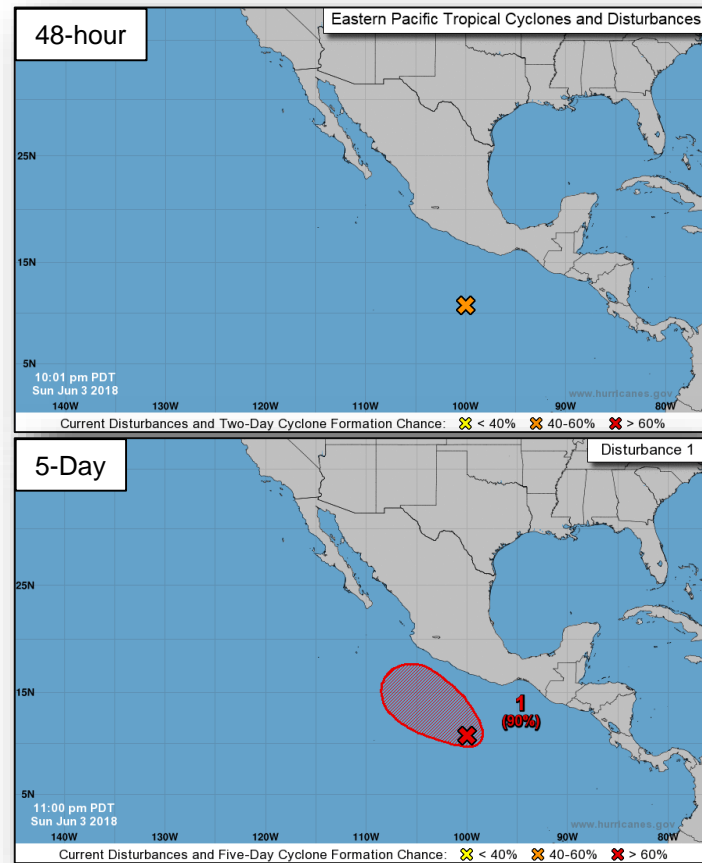 48-hour
Eastern Pacific Tropical Cyclones and Disturbances
25N
15N
5N
10:01 pm PDT
Sun Jun 3 2018
www.hurricanes.gov
140W 130W 120W 110W 100W 90W 80W
Current Disturbances and Two-Day Cyclone Formation Chance: < 40% 40-60% > 60%
5-Day
Disturbance 1
25N
15N
1
(90%)
5N
11:00 pm PDT
Sun Jun 3 2018
www.hurricanes.gov
140W 130W 120W 110W 100W 90W 80W
Current Disturbances and Five-Day Cyclone Formation Chance: < 40% 40-60% > 60%